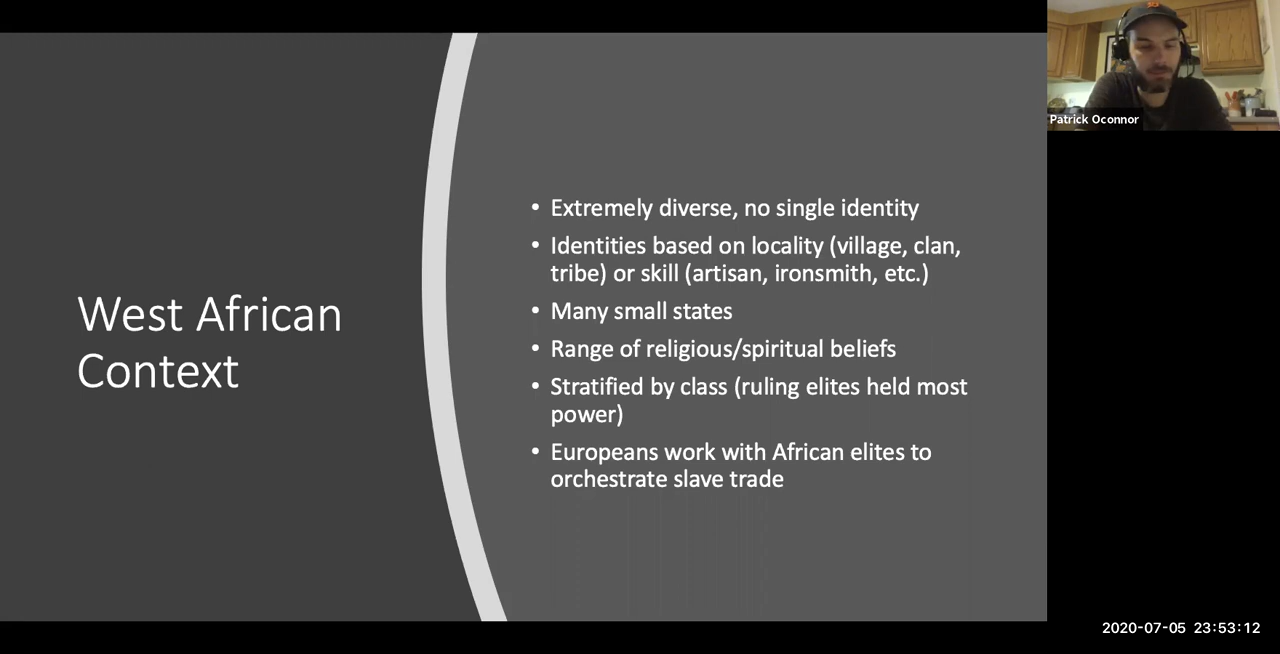 West African
Context
• Extremely diverse, no single identity
• Identities based on locality (village, clan,
tribe) or skill (artisan, ironsmith, etc.)
• Many small states
• Range of religious/spiritual beliefs
• Stratified by class (ruling elites held most
power)
• Europeans work with African elites to
orchestrate slave trade
Patrick Oconnor
2020-07-05 23:53:12